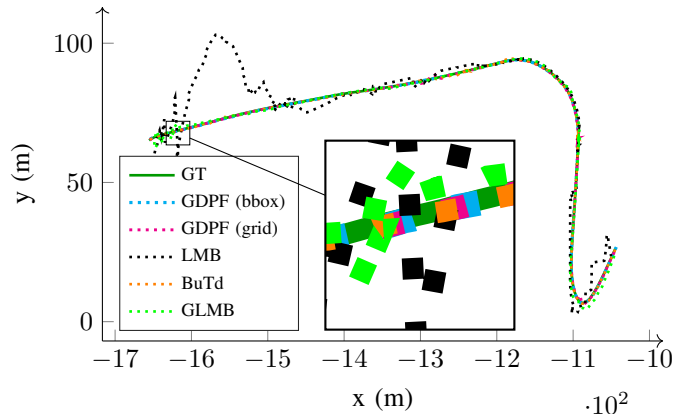 100
50
0
y (m)
GT
GDPF (bbox)
GDPF (grid)
LMB
BuTd
GLMB
−17 −16 −15 −14 −13 −12 −11 −10
x (m)
·10²